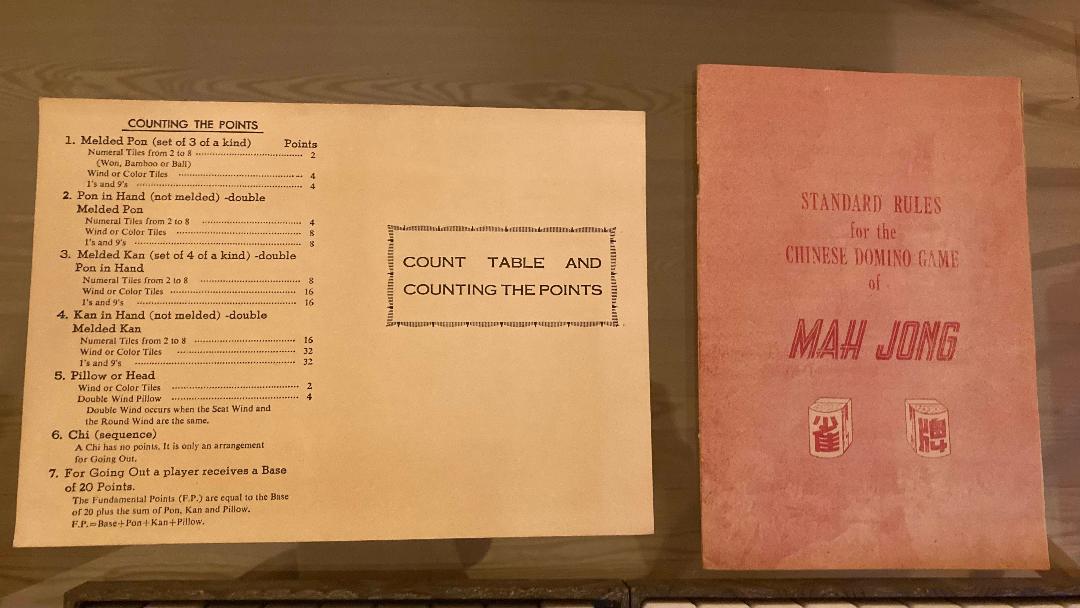 COUNTING THE POINTS
1. Melded Pon (set of 3 of a kind) Points
Numeral Tiles from 2 to 8 ........ 2
(Won, Bamboo or Ball)
Wind or Color Tiles ........ 4
1's and 9's ........ 4
2. Pon in Hand (not melded) -double
Melded Pon
Numeral Tiles from 2 to 8 ........ 4
Wind or Color Tiles ........ 8
1's and 9's ........ 8
3. Melded Kan (set of 4 of a kind) -double
Pon in Hand
Numeral Tiles from 2 to 8 ........ 8
Wind or Color Tiles ........ 16
1's and 9's ........ 16
4. Kan in Hand (not melded) -double
Melded Kan
Numeral Tiles from 2 to 8 ........ 16
Wind or Color Tiles ........ 32
1's and 9's ........ 32
5. Pillow or Head
Wind or Color Tiles ........ 2
Double Wind Pillow ........ 4
Double Wind occurs when the Seat Wind and
the Round Wind are the same.
6. Chi (sequence)
A Chi has no points. It is only an arrangement
for Going Out.
7. For Going Out a player receives a Base
of 20 Points.
The Fundamental Points (F.P.) are equal to the Base
of 20 plus the sum of Pon, Kan and Pillow.
F.P.=Base+Pon+Kan+Pillow.
COUNT TABLE AND
COUNTING THE POINTS
STANDARD RULES
for the
CHINESE DOMINO GAME
of
MAH JONG
雀 牌